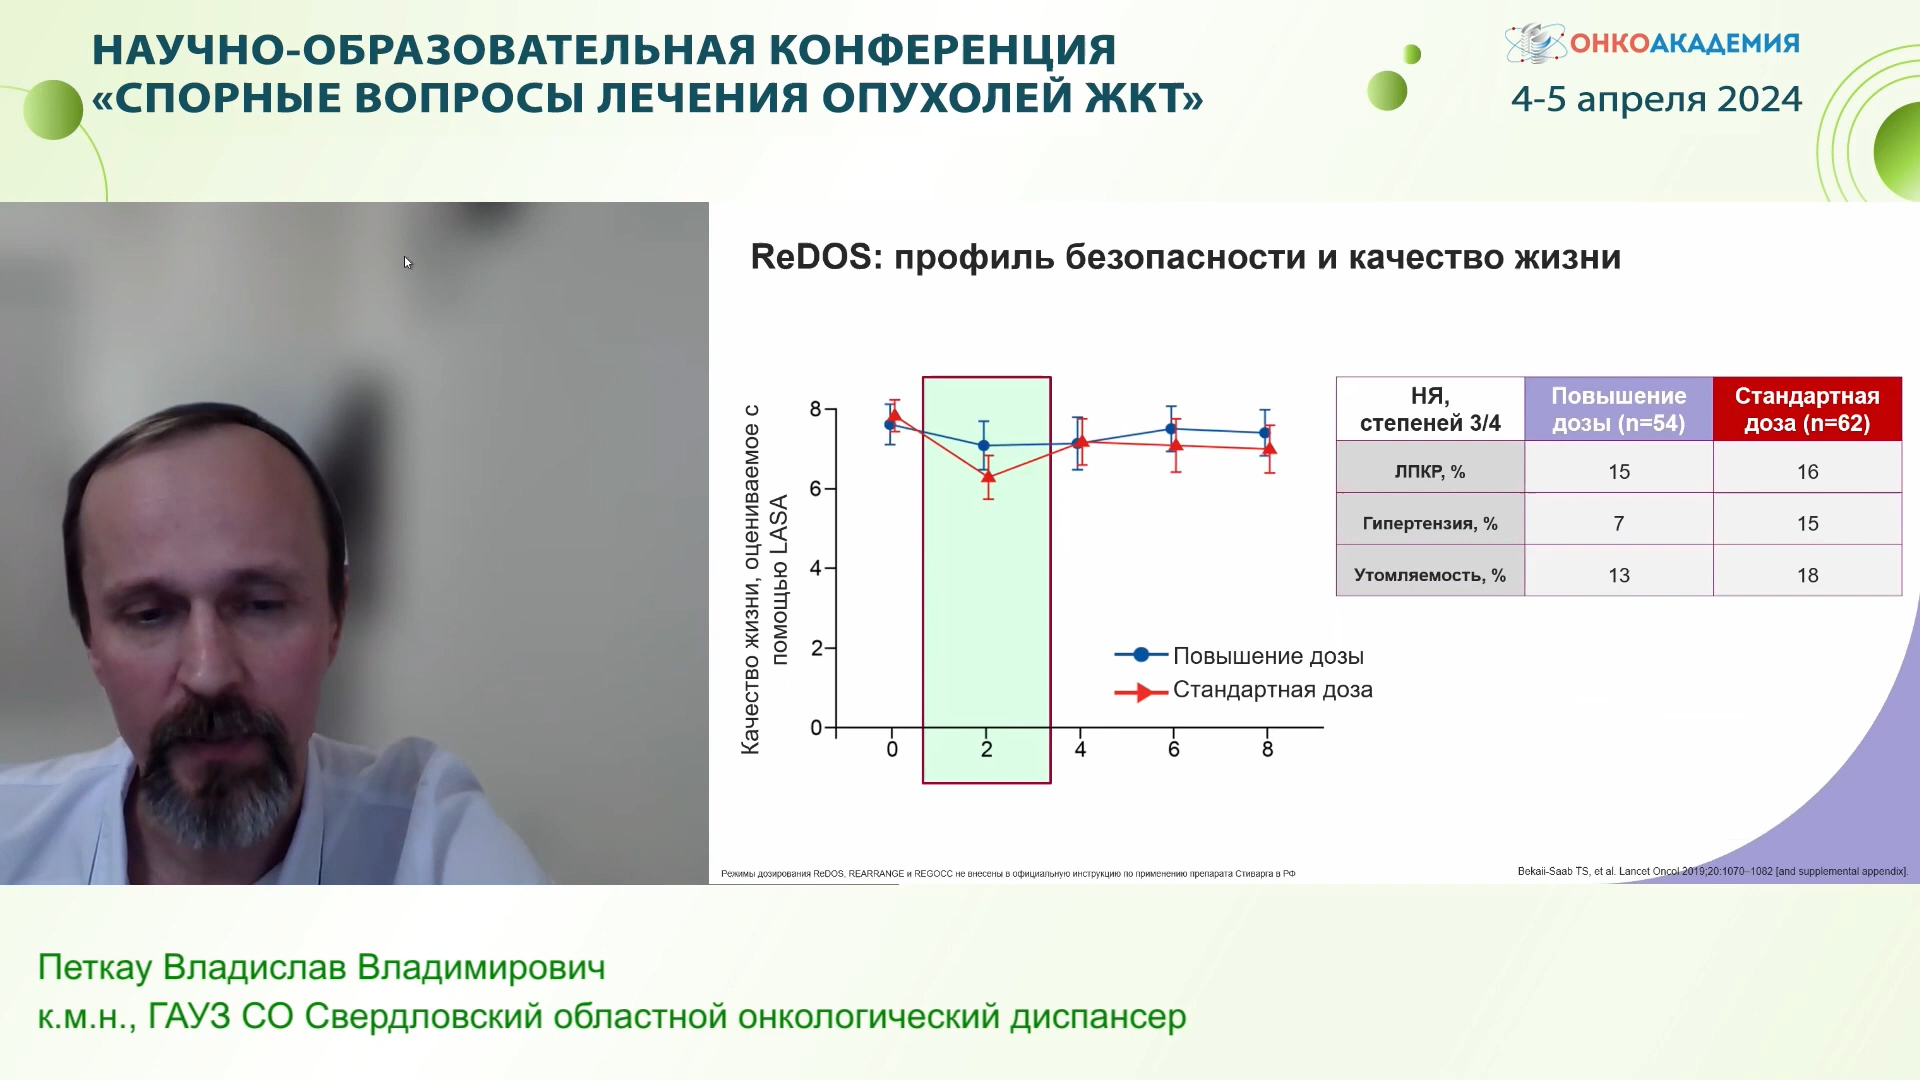 НАУЧНО-ОБРАЗОВАТЕЛЬНАЯ КОНФЕРЕНЦИЯ
«СПОРНЫЕ ВОПРОСЫ ЛЕЧЕНИЯ ОПУХОЛЕЙ ЖКТ»
ОНКОАКАДЕМИЯ
4-5 апреля 2024
ReDOS: профиль безопасности и качество жизни
Качество жизни, оцениваемое с
помощью LASA
8
6
4
2
0
0 2 4 6 8
Повышение дозы
Стандартная доза
НЯ,
степеней 3/4
Повышение
дозы (n=54)
Стандартная
доза (n=62)
ЛПКР, % 15 16
Гипертензия, % 7 15
Утомляемость, % 13 18
Режимы дозирования ReDOS, REARRANGE и REGOCC не внесены в официальную инструкцию по применению препарата Стиварга в РФ
Bekaii-Saab TS, et al. Lancet Oncol 2019;20:1070–1082 [and supplemental appendix].
Петкау Владислав Владимирович
к.м.н., ГАУЗ СО Свердловский областной онкологический диспансер